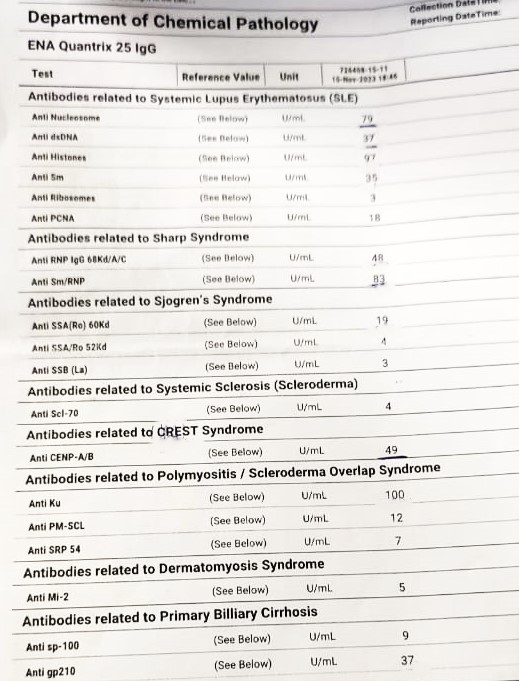 Collection DateTime:
Department of Chemical Pathology
Reporting DateTime:
ENA Quantrix 25 IgG
Test Reference Value Unit 726468-15-11
15-Nov-2023 18:46
Antibodies related to Systemic Lupus Erythematosus (SLE)
Anti Nucleosome (See Below) U/mL 79
Anti dsDNA (See Below) U/mL 37
Anti Histones (See Below) U/mL 97
Anti Sm (See Below) U/mL 35
Anti Ribosomes (See Below) U/mL 3
Anti PCNA (See Below) U/mL 18
Antibodies related to Sharp Syndrome
Anti RNP IgG 68Kd/A/C (See Below) U/mL 48
Anti Sm/RNP (See Below) U/mL 83
Antibodies related to Sjogren's Syndrome
Anti SSA(Ro) 60Kd (See Below) U/mL 19
Anti SSA/Ro 52Kd (See Below) U/mL 4
Anti SSB (La) (See Below) U/mL 3
Antibodies related to Systemic Sclerosis (Scleroderma)
Anti Scl-70 (See Below) U/mL 4
Antibodies related to CREST Syndrome
Anti CENP-A/B (See Below) U/mL 49
Antibodies related to Polymyositis / Scleroderma Overlap Syndrome
Anti Ku (See Below) U/mL 100
Anti PM-SCL (See Below) U/mL 12
Anti SRP 54 (See Below) U/mL 7
Antibodies related to Dermatomyosis Syndrome
Anti Mi-2 (See Below) U/mL 5
Antibodies related to Primary Billiary Cirrhosis
Anti sp-100 (See Below) U/mL 9
Anti gp210 (See Below) U/mL 37